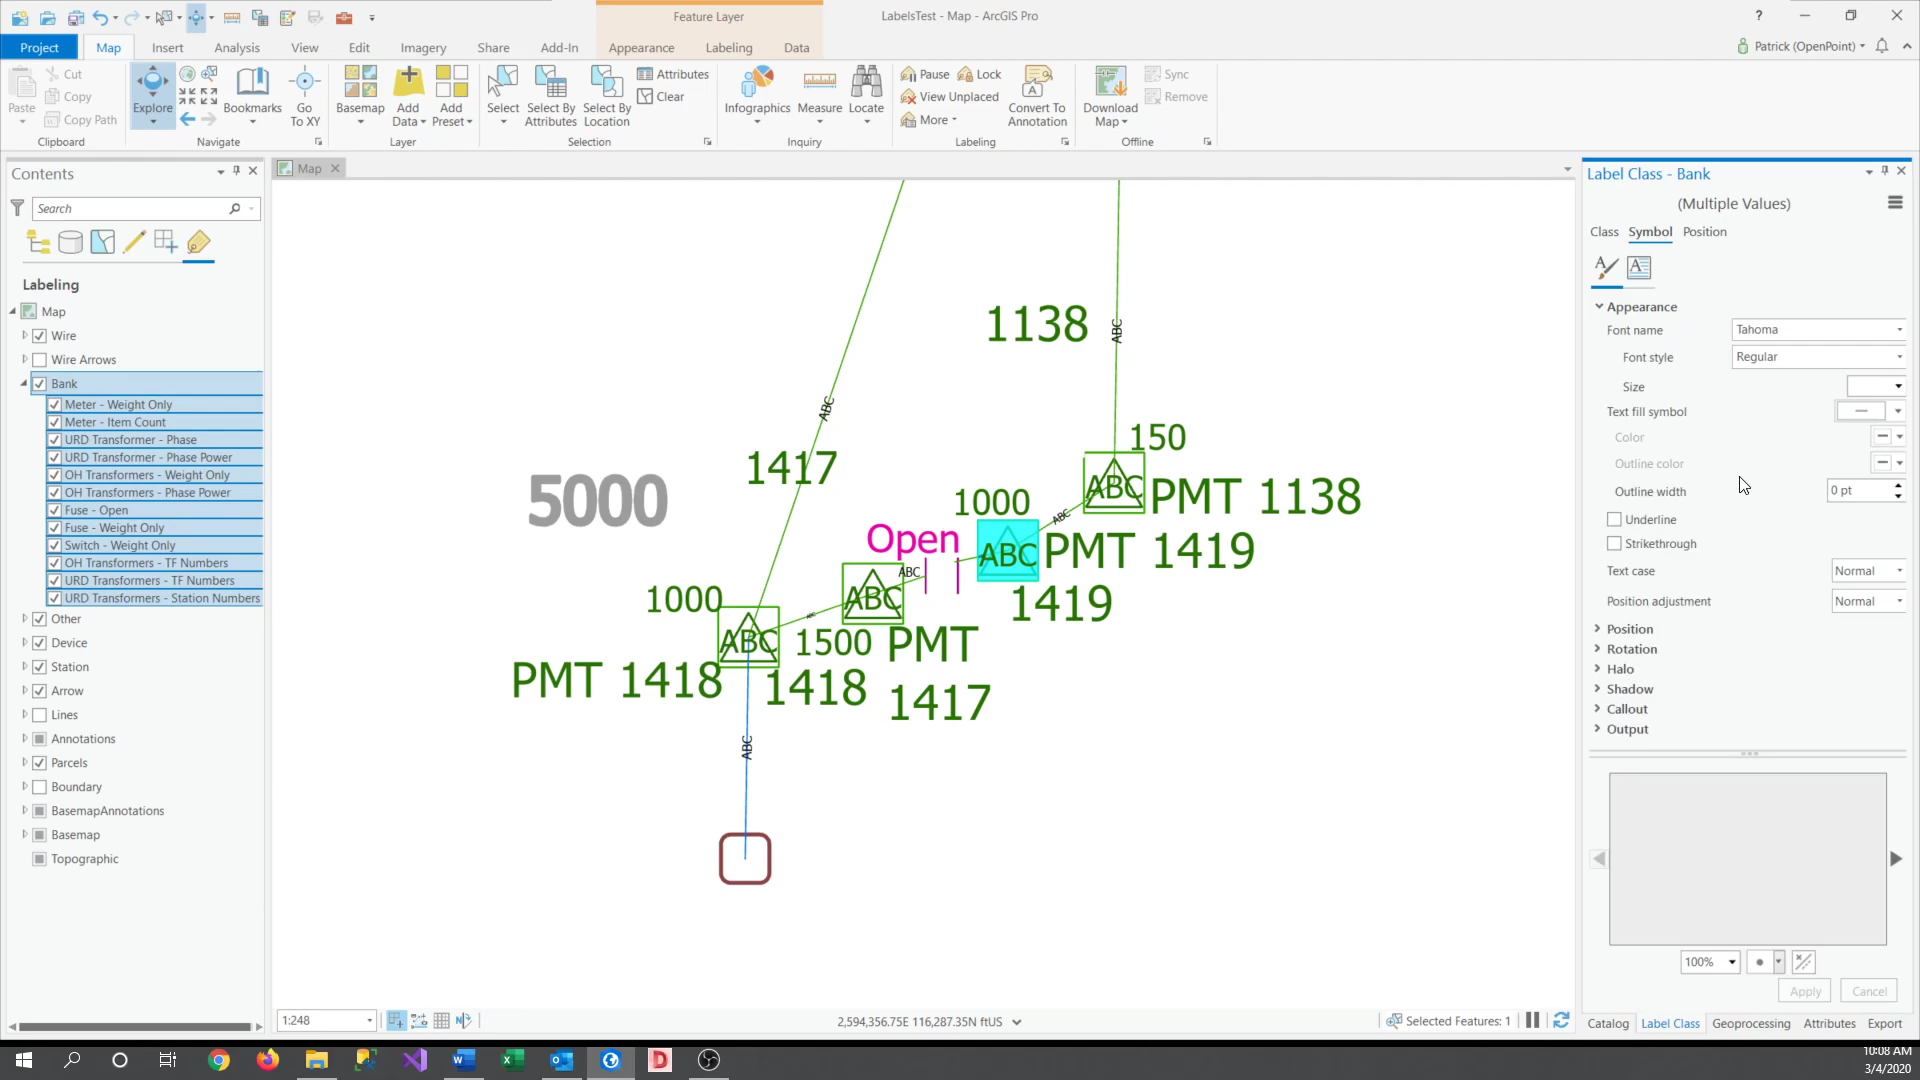 Feature Layer
LabelsTest - Map - ArcGIS Pro
?
Project
Map
Insert
Analysis
View
Edit
Imagery
Share
Add-In
Appearance
Labeling
Data
Patrick (OpenPoint)
Paste
Cut
Copy
Copy Path
Clipboard
Explore
Bookmarks
Go To XY
Navigate
Basemap
Add Data
Add Preset
Layer
Select
Select By Attributes
Select By Location
Attributes
Clear
Selection
Infographics
Measure
Locate
Inquiry
Pause
Lock
View Unplaced
More
Convert To Annotation
Labeling
Download Map
Sync
Remove
Offline
Contents
Search
Labeling
Map
Wire
Wire Arrows
Bank
Meter - Weight Only
Meter - Item Count
URD Transformer - Phase
URD Transformer - Phase Power
OH Transformers - Weight Only
OH Transformers - Phase Power
Fuse - Open
Fuse - Weight Only
Switch - Weight Only
OH Transformers - TF Numbers
URD Transformers - TF Numbers
URD Transformers - Station Numbers
Other
Device
Station
Arrow
Lines
Annotations
Parcels
Boundary
BasemapAnnotations
Basemap
Topographic
Map
1138
ABC
ABC
1417
150
5000
1000
ABC
PMT 1138
Open
ABC
ABC
ABC
PMT 1419
1000
ABC
1419
ABC
1500
PMT
PMT 1418
1418
1417
ABC
1:248
2,594,356.75E 116,287.35N ftUS
Selected Features: 1
Label Class - Bank
(Multiple Values)
Class
Symbol
Position
Appearance
Font name
Tahoma
Font style
Regular
Size
Text fill symbol
Color
Outline color
Outline width
0 pt
Underline
Strikethrough
Text case
Normal
Position adjustment
Normal
Position
Rotation
Halo
Shadow
Callout
Output
100%
Apply
Cancel
Catalog
Label Class
Geoprocessing
Attributes
Export
10:08 AM
3/4/2020